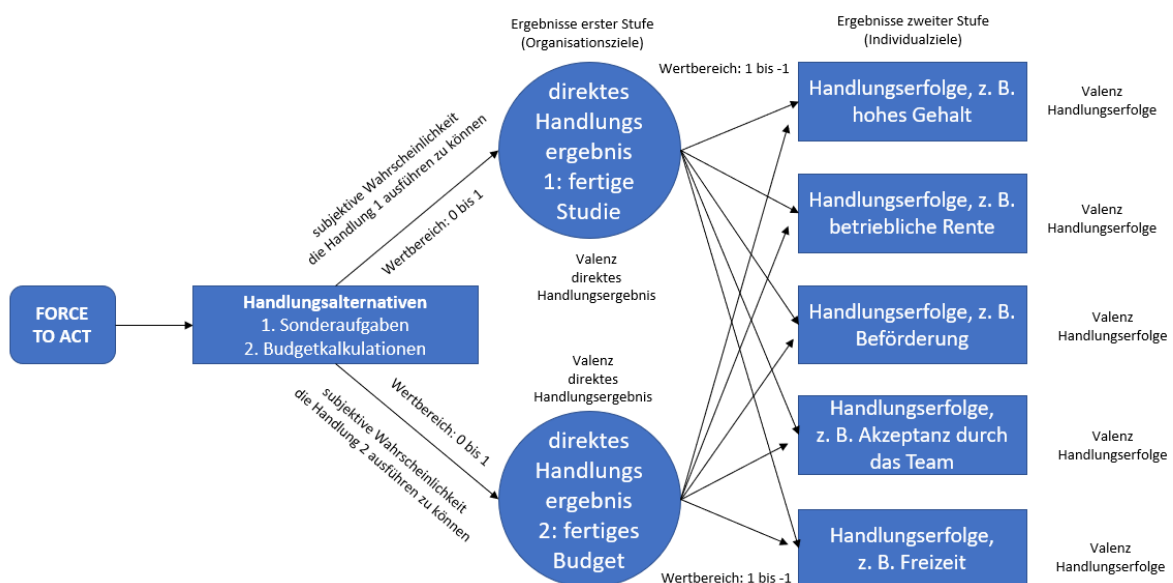 Ergebnisse erster Stufe
(Organisationsziele)
Ergebnisse zweiter Stufe
(Individualziele)
Wertbereich: 1 bis -1
direktes
Handlungs
ergebnis
1: fertige
Studie
Handlungserfolge, z. B.
hohes Gehalt
Valenz
Handlungserfolge
subjektive Wahrscheinlichkeit
die Handlung 1 ausführen zu können
Wertbereich: 0 bis 1
Handlungserfolge, z. B.
betriebliche Rente
Valenz
Handlungserfolge
Valenz
direktes
Handlungsergebnis
FORCE
TO ACT
Handlungsalternativen
1. Sonderaufgaben
2. Budgetkalkulationen
Handlungserfolge, z. B.
Beförderung
Valenz
Handlungserfolge
Valenz
direktes
Handlungsergebnis
Wertbereich: 0 bis 1
subjektive Wahrscheinlichkeit
die Handlung 2 ausführen zu können
direktes
Handlungs
ergebnis
2: fertiges
Budget
Handlungserfolge,
z. B. Akzeptanz durch
das Team
Valenz
Handlungserfolge
Handlungserfolge,
z. B. Freizeit
Valenz
Handlungserfolge
Wertbereich: 1 bis -1